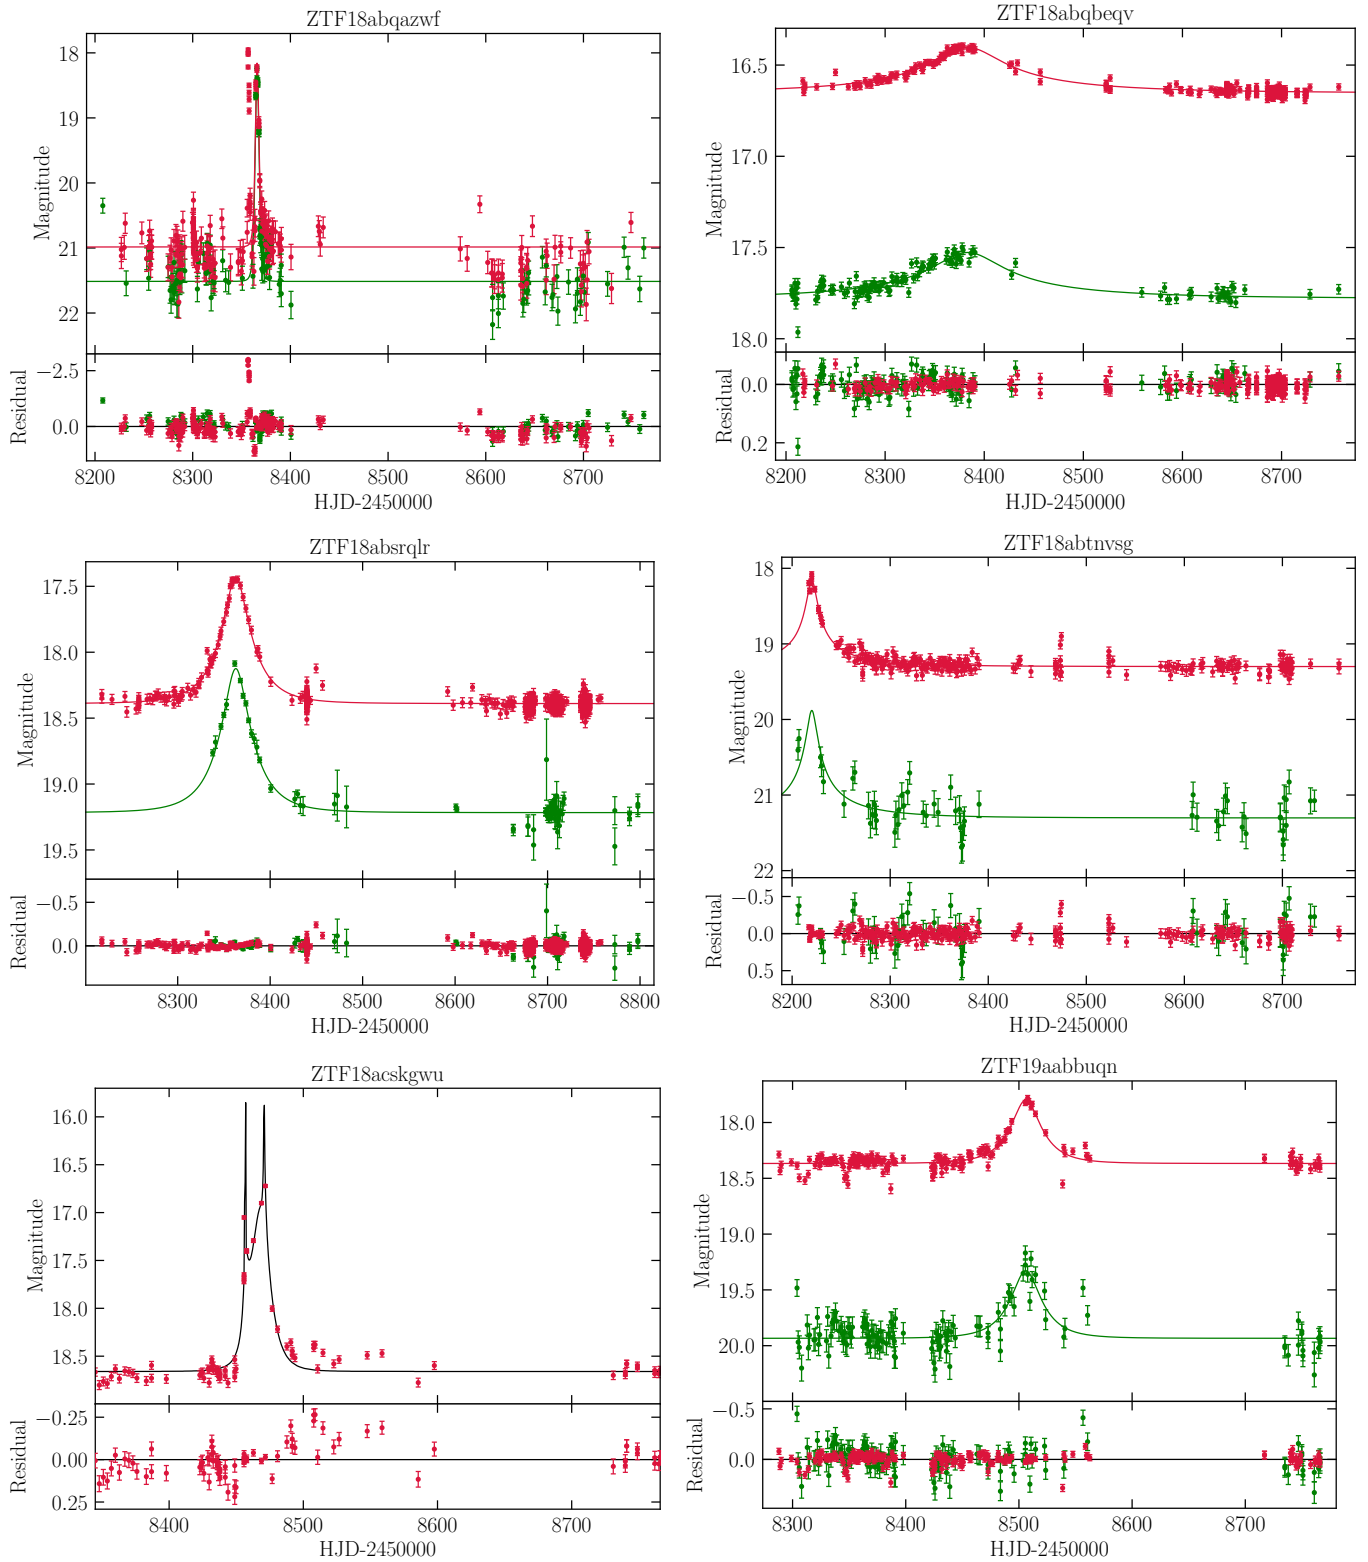 ZTF18abqazwf
18
19
20
21
22
Magnitude
−2.5
0.0
Residual
8200 8300 8400 8500 8600 8700
HJD-2450000
ZTF18abqbeqv
16.5
17.0
17.5
18.0
Magnitude
0.0
0.2
Residual
8200 8300 8400 8500 8600 8700
HJD-2450000
ZTF18absrqlr
17.5
18.0
18.5
19.0
19.5
Magnitude
−0.5
0.0
Residual
8300 8400 8500 8600 8700 8800
HJD-2450000
ZTF18abtnvsg
18
19
20
21
22
Magnitude
−0.5
0.0
0.5
Residual
8200 8300 8400 8500 8600 8700
HJD-2450000
ZTF18acskgwu
16.0
16.5
17.0
17.5
18.0
18.5
Magnitude
−0.25
0.00
0.25
Residual
8400 8500 8600 8700
HJD-2450000
ZTF19aabbuqn
18.0
18.5
19.0
19.5
20.0
Magnitude
−0.5
0.0
Residual
8300 8400 8500 8600 8700
HJD-2450000